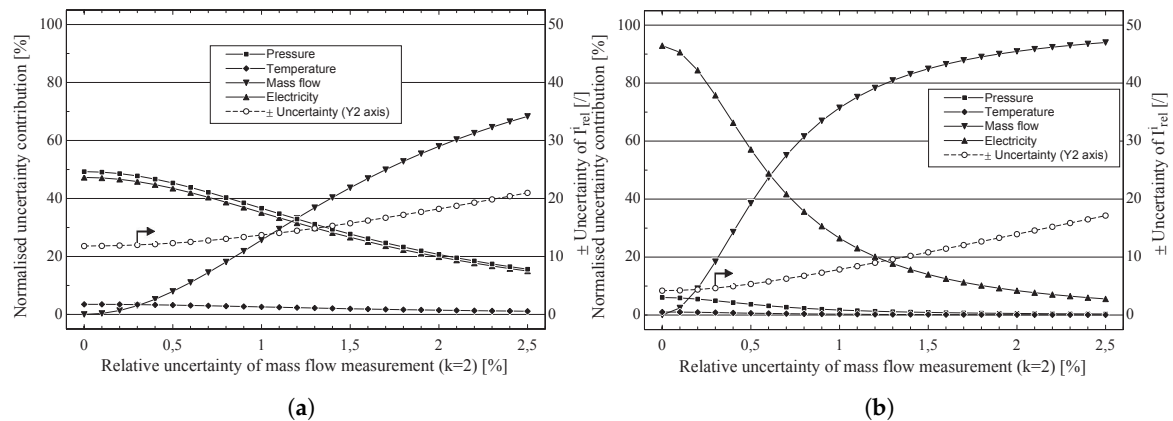 Normalised uncertainty contribution [%]
100
80
60
40
20
0
Pressure
Temperature
Mass flow
Electricity
± Uncertainty (Y2 axis)
50
40
30
20
10
0
± Uncertainty of Γ̇rel [/]
0 0,5 1 1,5 2 2,5
Relative uncertainty of mass flow measurement (k=2) [%]
(a)
Normalised uncertainty contribution [%]
100
80
60
40
20
0
Pressure
Temperature
Mass flow
Electricity
± Uncertainty (Y2 axis)
50
40
30
20
10
0
± Uncertainty of Γ̇rel [/]
0 0,5 1 1,5 2 2,5
Relative uncertainty of mass flow measurement (k=2) [%]
(b)